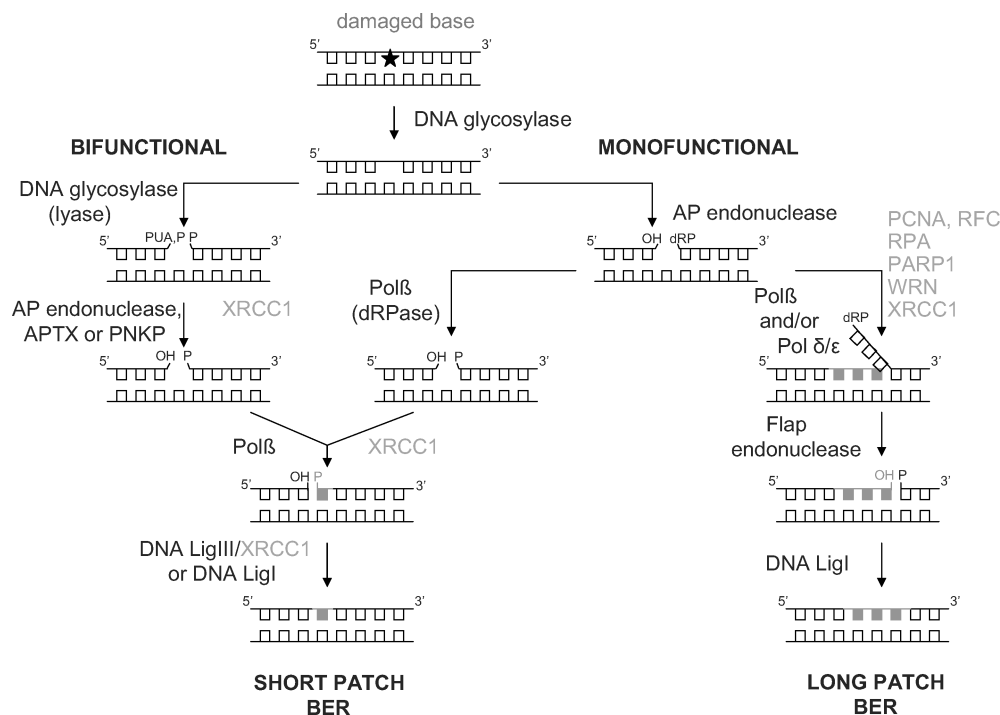 damaged base
5’ 3’
DNA glycosylase
BIFUNCTIONAL
MONOFUNCTIONAL
5’ 3’
DNA glycosylase
(lyase)
AP endonuclease
PUA,P P
5’ 3’
OH dRP
5’ 3’
PCNA, RFC
RPA
PARP1
WRN
XRCC1
AP endonuclease,
APTX or PNKP
XRCC1
Polß
(dRPase)
Polß
and/or
Pol δ/ε
dRP
OH P
5’ 3’
OH P
5’ 3’
5’ 3’
Polß
XRCC1
Flap
endonuclease
OH P
5’ 3’
OH P
5’ 3’
DNA LigIII/XRCC1
or DNA LigI
DNA LigI
5’ 3’
5’ 3’
SHORT PATCH
BER
LONG PATCH
BER